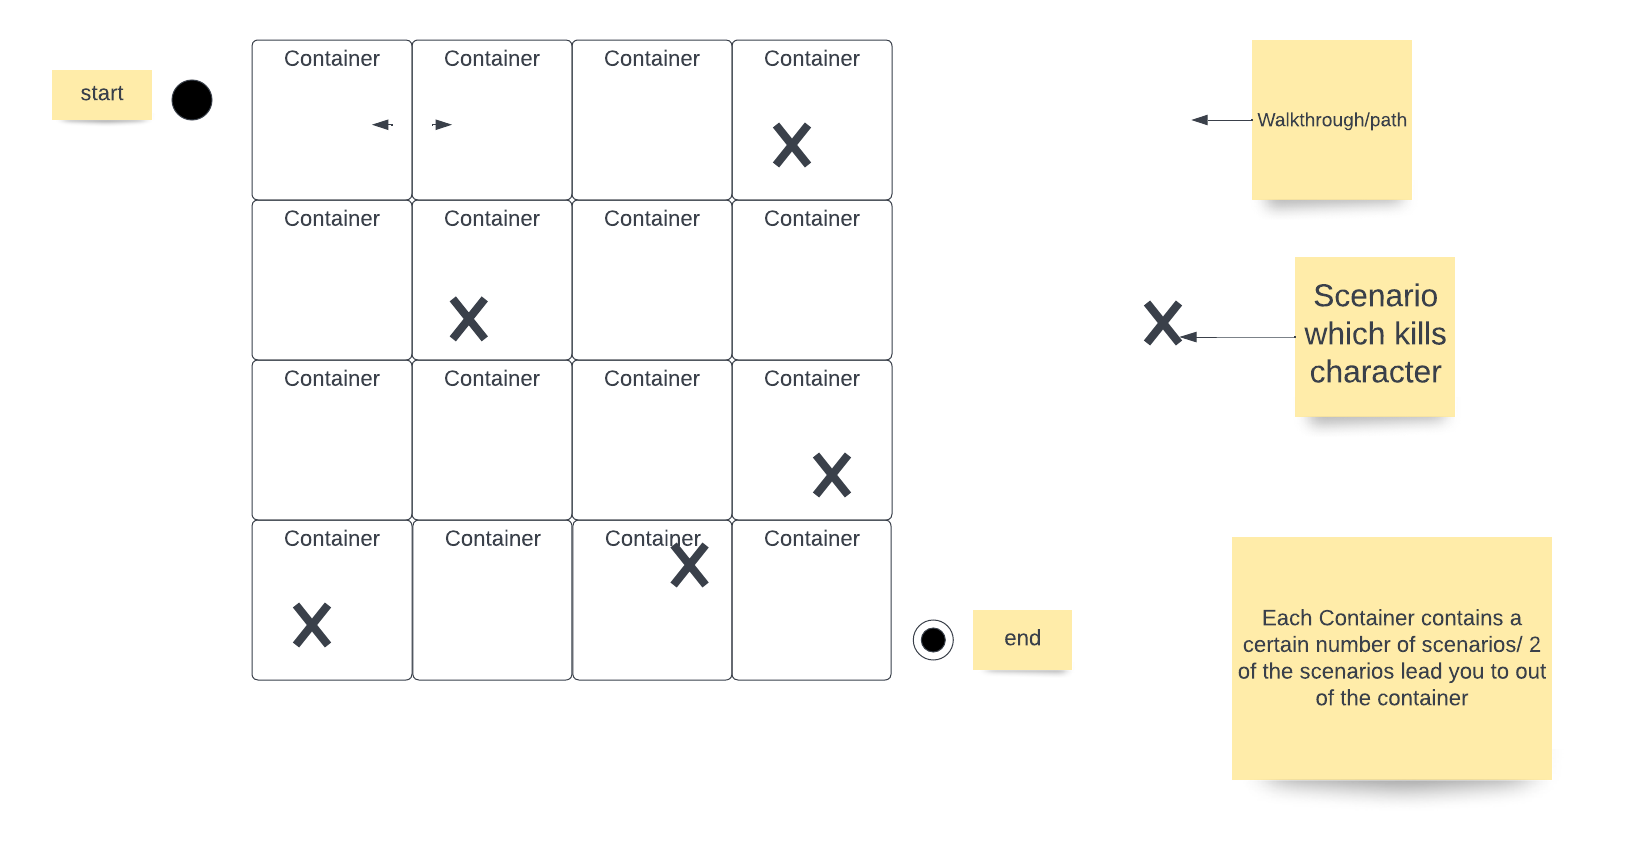 start
Container
Container
Container
Container
Walkthrough/path
Container
Container
Container
Container
Scenario
which kills
character
Container
Container
Container
Container
Container
Container
Container
Container
end
Each Container contains a
certain number of scenarios/ 2
of the scenarios lead you to out
of the container